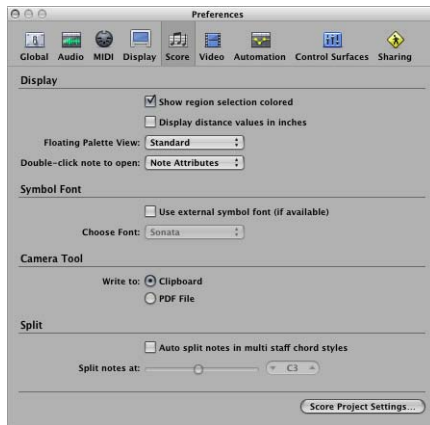 Preferences
Global Audio MIDI Display Score Video Automation Control Surfaces Sharing
Display
Show region selection colored
Display distance values in inches
Floating Palette View: Standard
Double-click note to open: Note Attributes
Symbol Font
Use external symbol font (if available)
Choose Font: Sonata
Camera Tool
Write to: Clipboard
PDF File
Split
Auto split notes in multi staff chord styles
Split notes at: C3
Score Project Settings...